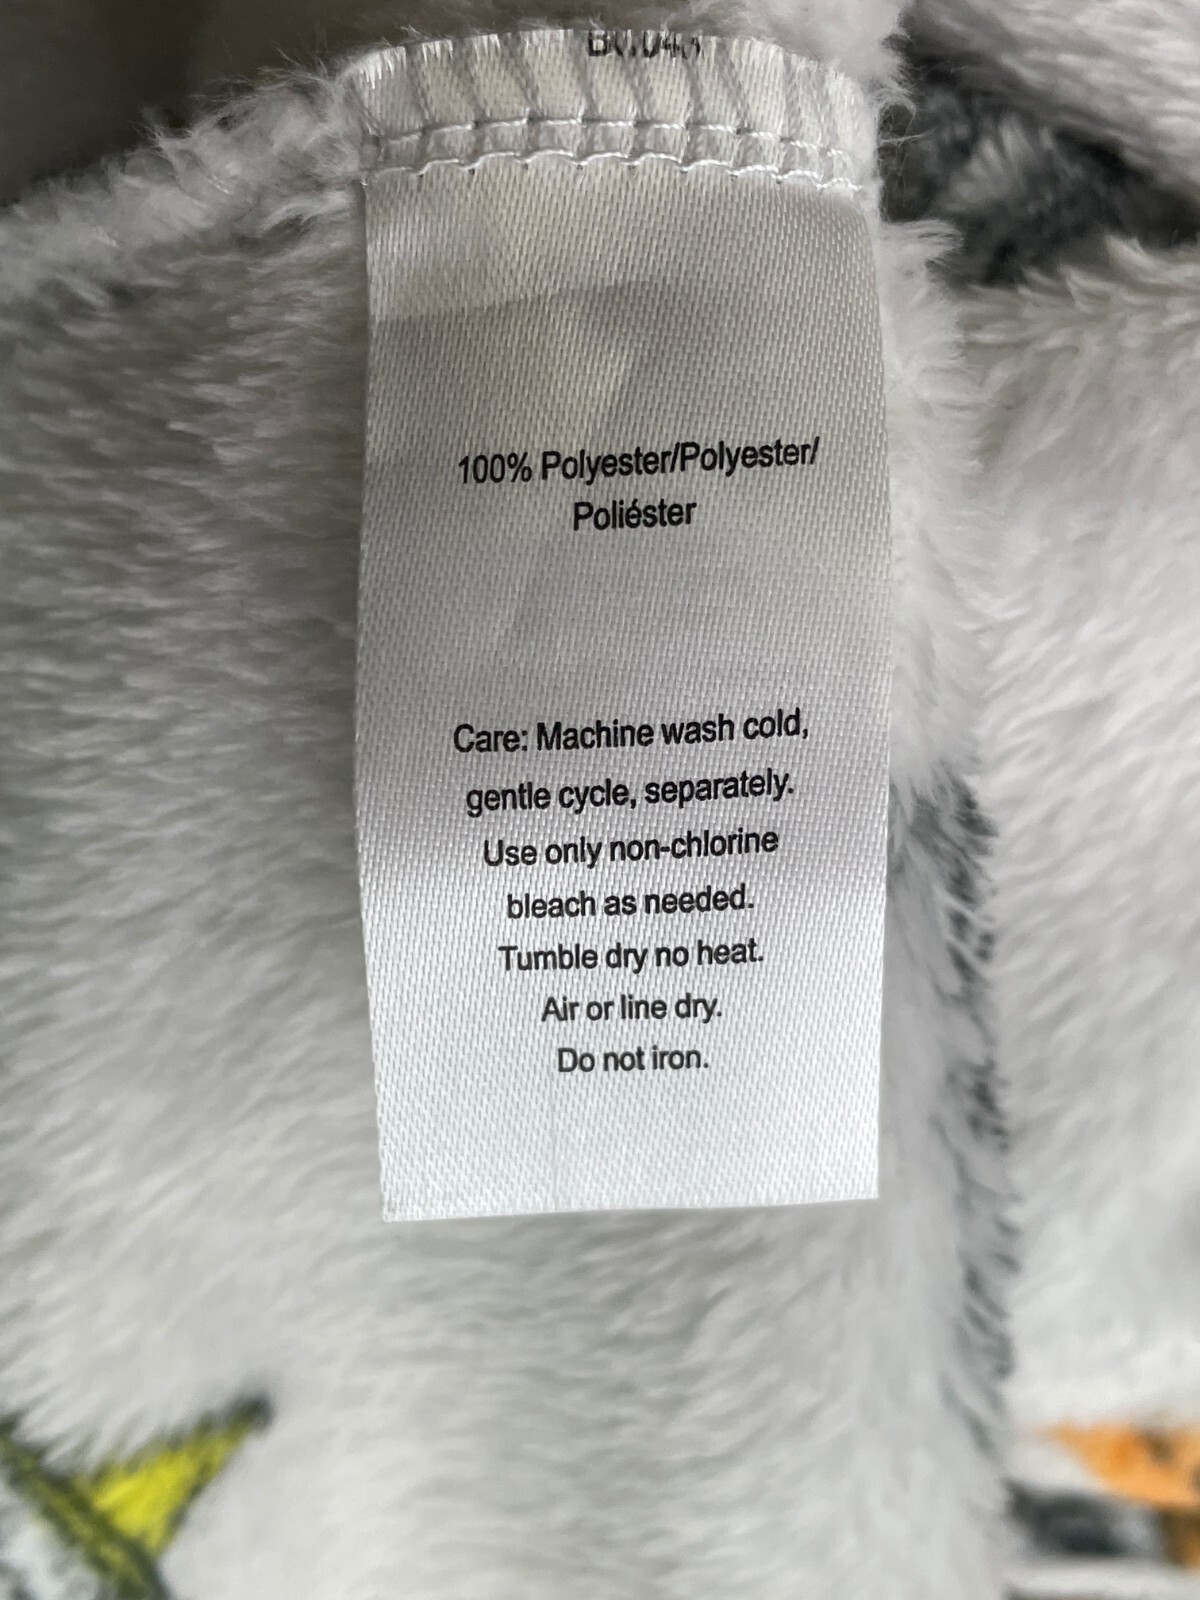 100% Polyester/Polyester/
Poliéster
Care: Machine wash cold,
gentle cycle, separately.
Use only non-chlorine
bleach as needed.
Tumble dry no heat.
Air or line dry.
Do not iron.